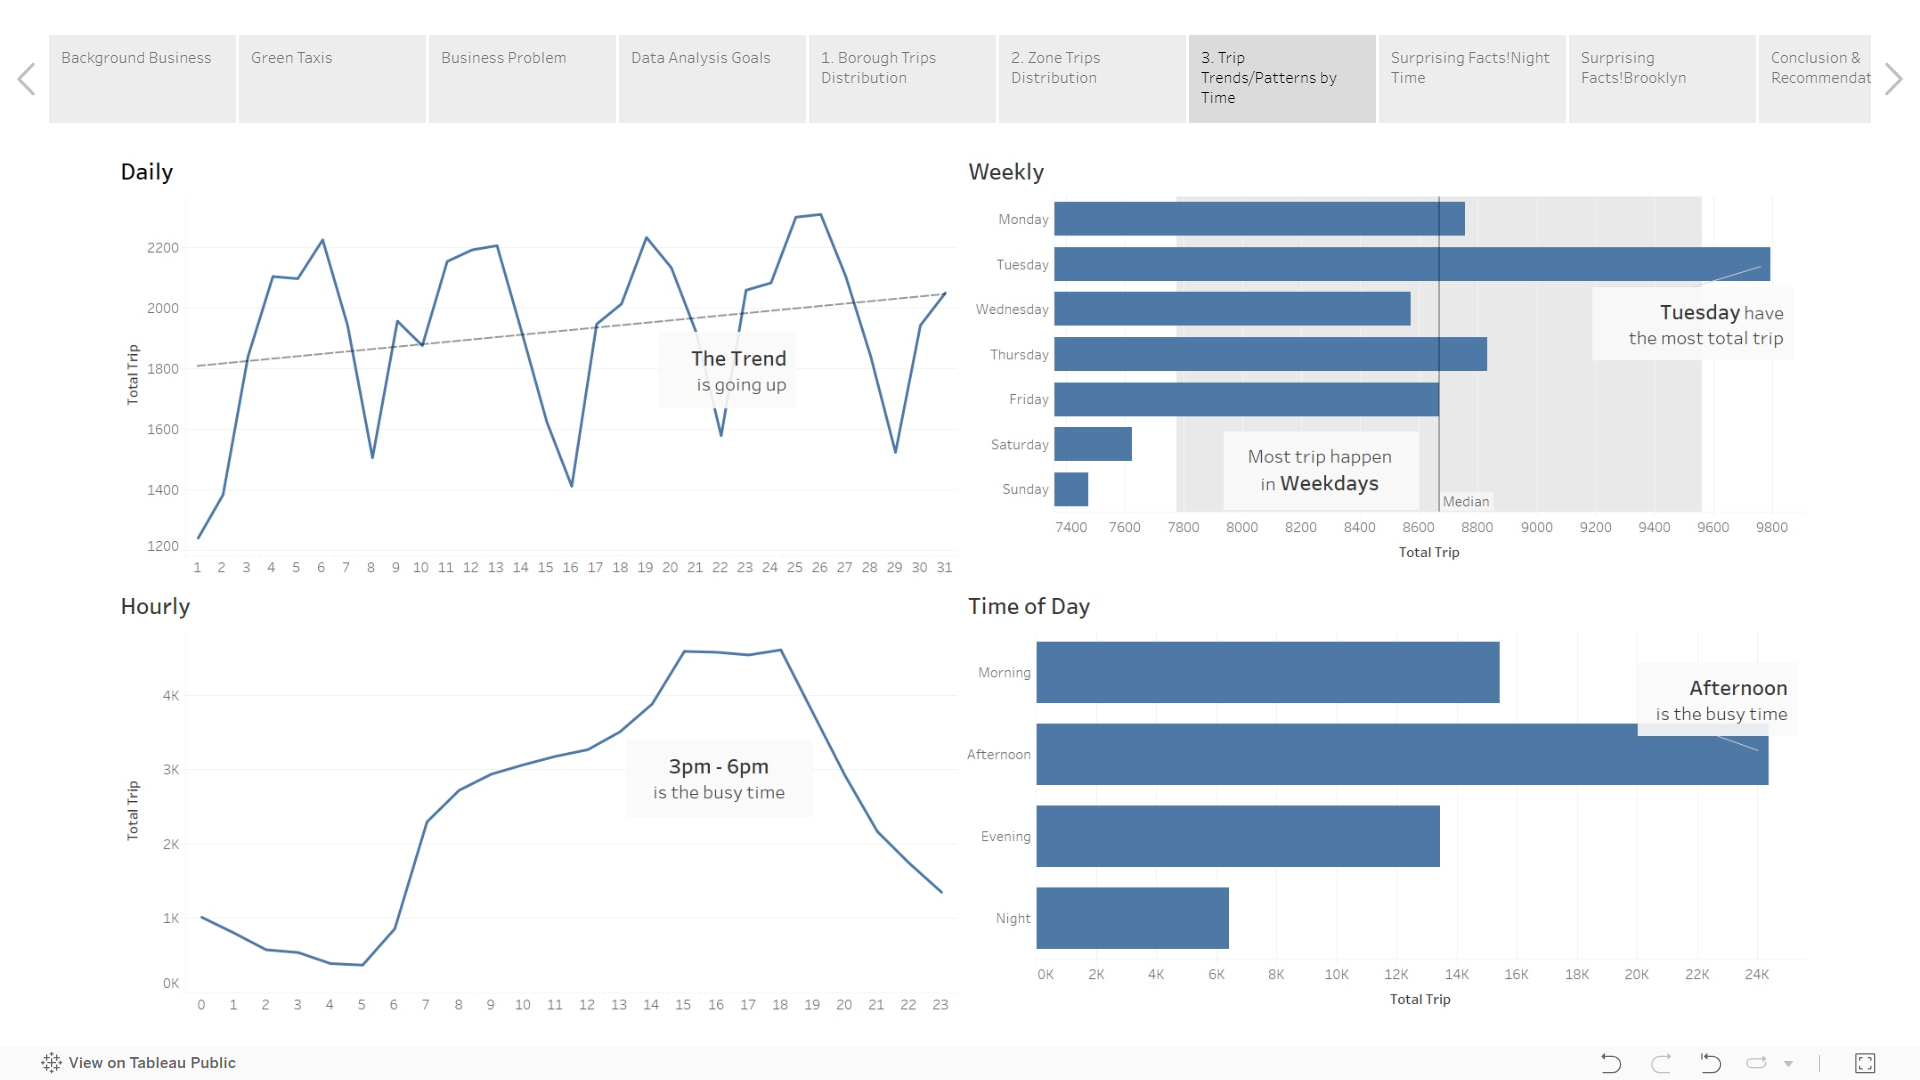 Background Business
Green Taxis
Business Problem
Data Analysis Goals
1. Borough Trips
Distribution
2. Zone Trips
Distribution
3. Trip
Trends/Patterns by
Time
Surprising Facts!Night
Time
Surprising
Facts!Brooklyn
Conclusion &
Recommendat
Daily
Total Trip
2200
2000
1800
1600
1400
1200
The Trend
is going up
1 2 3 4 5 6 7 8 9 10 11 12 13 14 15 16 17 18 19 20 21 22 23 24 25 26 27 28 29 30 31
Weekly
Monday
Tuesday
Wednesday
Thursday
Friday
Saturday
Sunday
Tuesday have
the most total trip
Most trip happen
in Weekdays
Median
7400 7600 7800 8000 8200 8400 8600 8800 9000 9200 9400 9600 9800
Total Trip
Hourly
Total Trip
4K
3K
2K
1K
0K
3pm - 6pm
is the busy time
0 1 2 3 4 5 6 7 8 9 10 11 12 13 14 15 16 17 18 19 20 21 22 23
Time of Day
Morning
Afternoon
Evening
Night
Afternoon
is the busy time
0K 2K 4K 6K 8K 10K 12K 14K 16K 18K 20K 22K 24K
Total Trip
View on Tableau Public